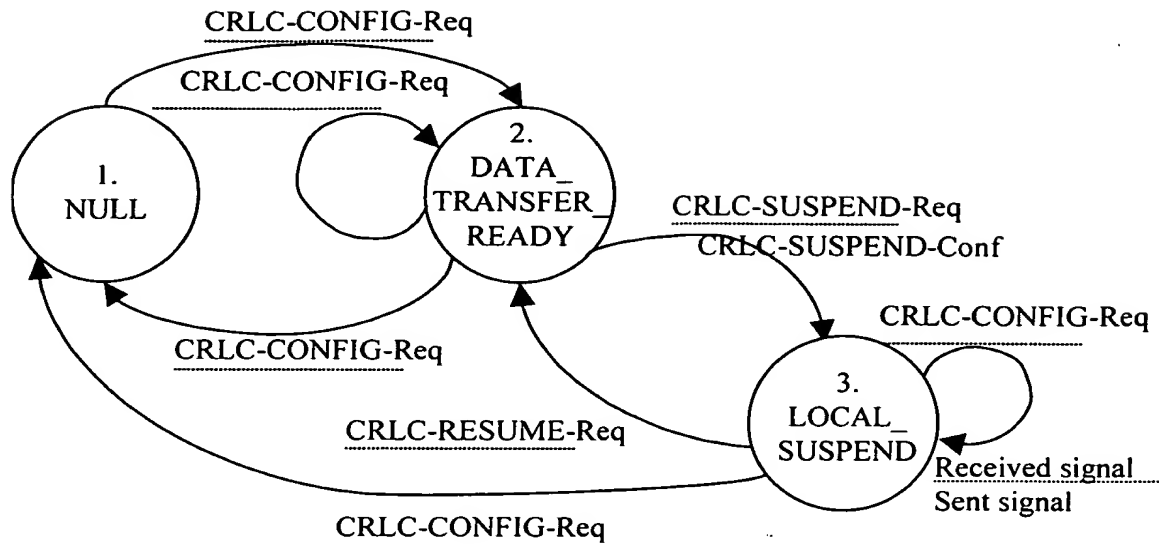 CRLC-CONFIG-Req
CRLC-CONFIG-Req
1.
NULL
2.
DATA_
TRANSFER_
READY
CRLC-SUSPEND-Req
CRLC-SUSPEND-Conf
CRLC-CONFIG-Req
CRLC-CONFIG-Req
3.
LOCAL_
SUSPEND
CRLC-RESUME-Req
Received signal
Sent signal
CRLC-CONFIG-Req